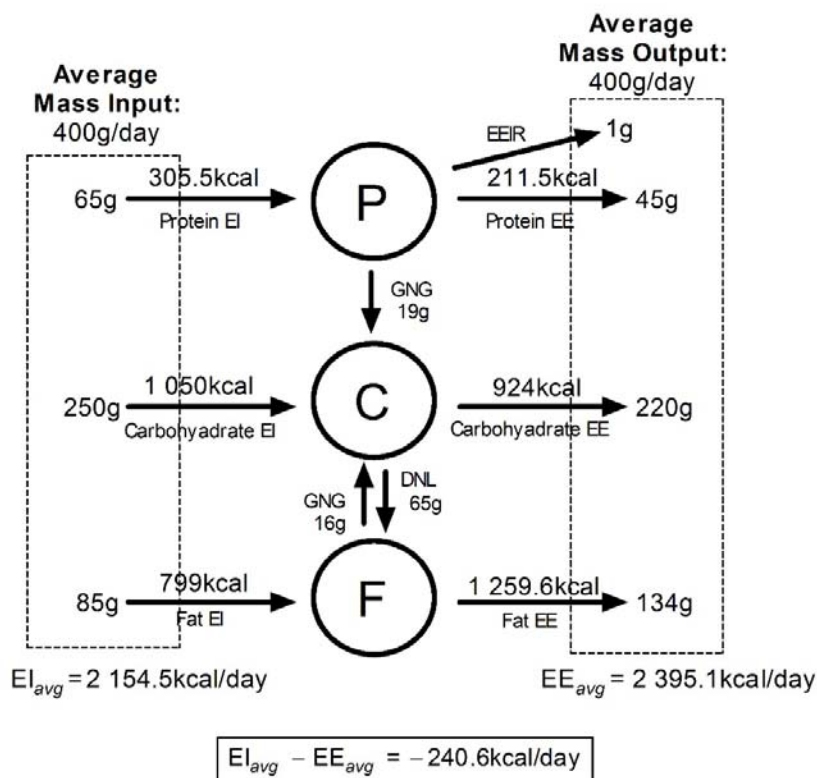 Average
Mass Output:
400g/day
Average
Mass Input:
400g/day
EEIR
1g
65g
305.5kcal
Protein EI
P
211.5kcal
Protein EE
45g
GNG
19g
250g
1 050kcal
Carbohyadrate EI
C
924kcal
Carbohyadrate EE
220g
GNG
16g
DNL
65g
85g
799kcal
Fat EI
F
1 259.6kcal
Fat EE
134g
EIavg = 2 154.5kcal/day
EEavg = 2 395.1kcal/day
EIavg − EEavg = −240.6kcal/day